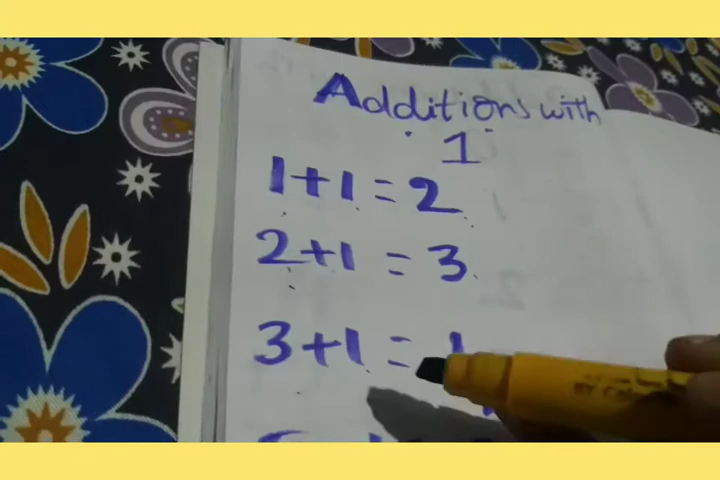 Additions with
1
1+1=2
2+1=3
3+1=